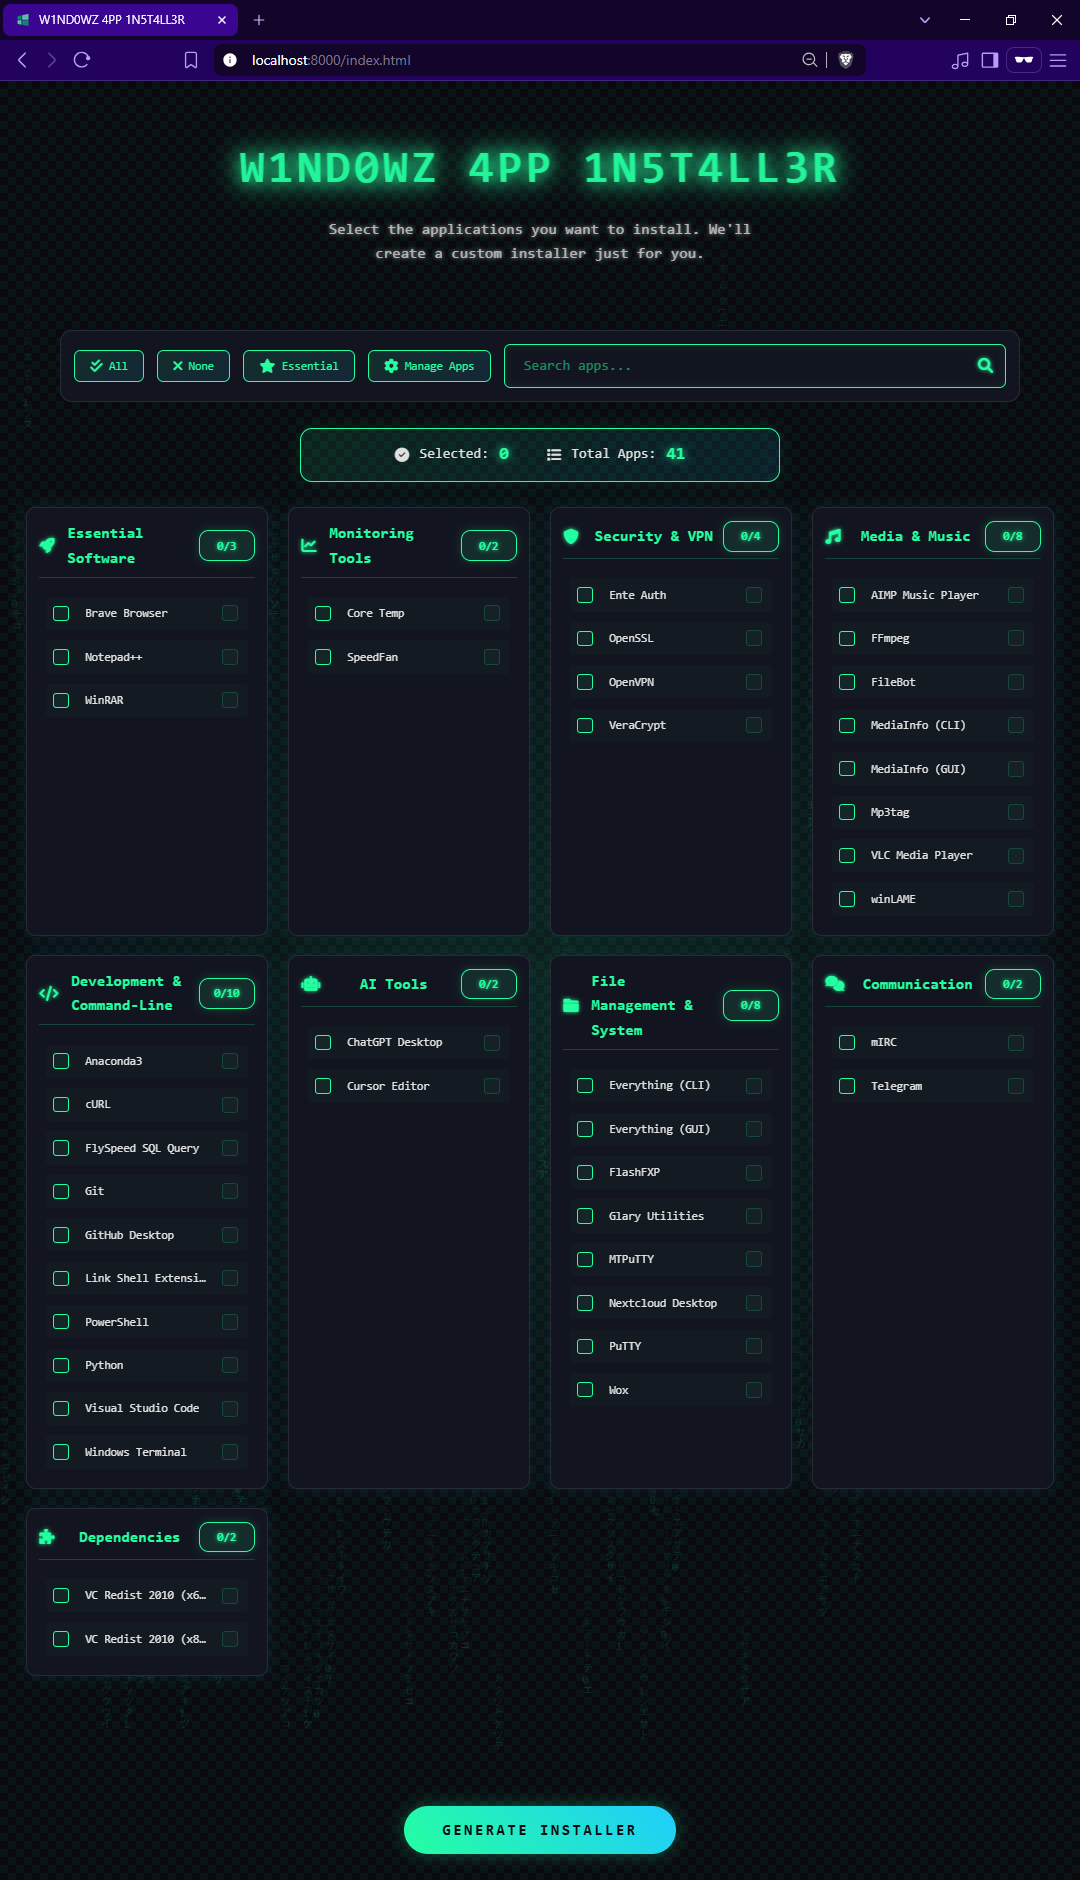 W1ND0WZ 4PP 1N5T4LL3R
localhost:8000/index.html
W1ND0WZ 4PP 1N5T4LL3R
Select the applications you want to install. We'll
create a custom installer just for you.
All
None
Essential
Manage Apps
Search apps...
Selected: 0
Total Apps: 41
Essential
Software
0/3
Brave Browser
Notepad++
WinRAR
Monitoring
Tools
0/2
Core Temp
SpeedFan
Security & VPN
0/4
Ente Auth
OpenSSL
OpenVPN
VeraCrypt
Media & Music
0/8
AIMP Music Player
FFmpeg
FileBot
MediaInfo (CLI)
MediaInfo (GUI)
Mp3tag
VLC Media Player
winLAME
Development &
Command-Line
0/10
Anaconda3
cURL
FlySpeed SQL Query
Git
GitHub Desktop
Link Shell Extensi…
PowerShell
Python
Visual Studio Code
Windows Terminal
AI Tools
0/2
ChatGPT Desktop
Cursor Editor
File
Management &
System
0/8
Everything (CLI)
Everything (GUI)
FlashFXP
Glary Utilities
MTPuTTY
Nextcloud Desktop
PuTTY
Wox
Communication
0/2
mIRC
Telegram
Dependencies
0/2
VC Redist 2010 (x6…
VC Redist 2010 (x8…
GENERATE INSTALLER